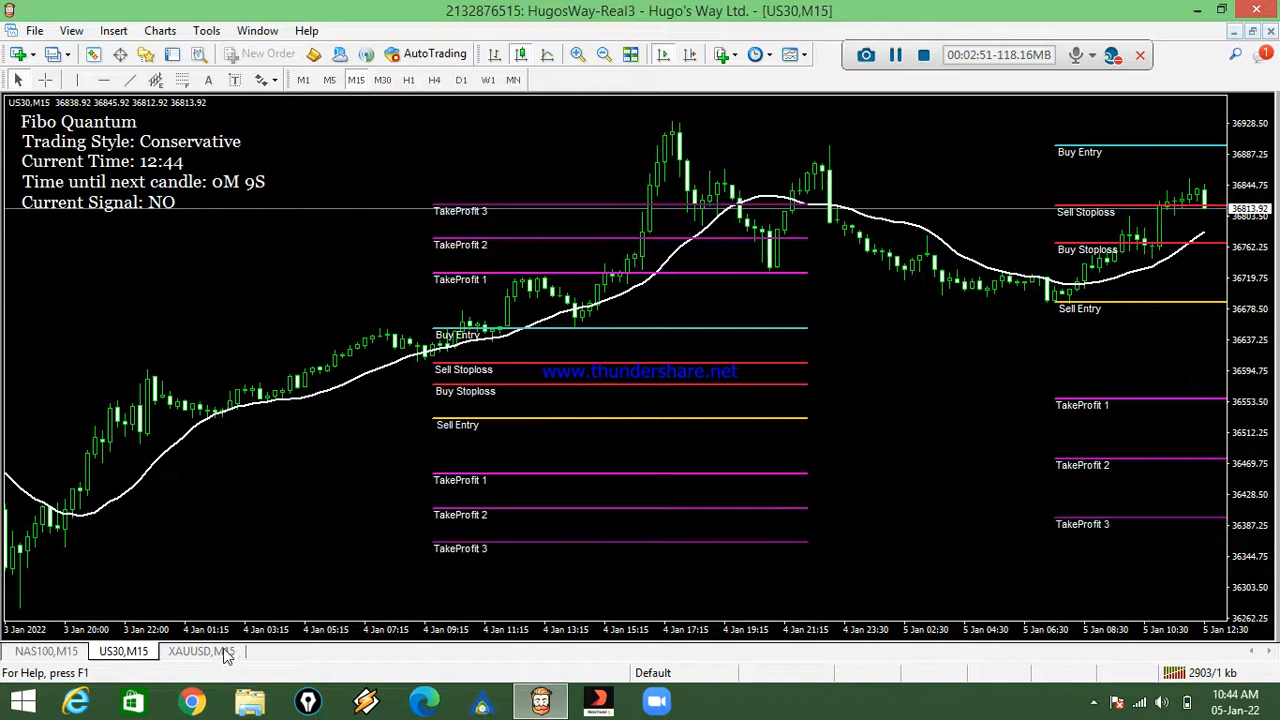 2132876515: HugosWay-Real3 - Hugo's Way Ltd. - [US30,M15]
File View Insert Charts Tools Window Help
New Order AutoTrading
00:02:51-118.16MB
1
M1 M5 M15 M30 H1 H4 D1 W1 MN
US30,M15 36838.92 36845.92 36812.92 36813.92
Fibo Quantum
Trading Style: Conservative
Current Time: 12:44
Time until next candle: 0M 9S
Current Signal: NO
TakeProfit 3
TakeProfit 2
TakeProfit 1
Buy Entry
Sell Stoploss
Buy Stoploss
Sell Entry
TakeProfit 1
TakeProfit 2
TakeProfit 3
www.thundershare.net
Buy Entry
Sell Stoploss
Buy Stoploss
Sell Entry
TakeProfit 1
TakeProfit 2
TakeProfit 3
36928.50
36887.25
36844.75
36813.92
36803.50
36762.25
36719.75
36678.50
36637.25
36594.75
36553.50
36512.25
36469.75
36428.50
36387.25
36344.75
36303.50
36262.25
3 Jan 2022 3 Jan 20:00 3 Jan 22:00 4 Jan 01:15 4 Jan 03:15 4 Jan 05:15 4 Jan 07:15 4 Jan 09:15 4 Jan 11:15 4 Jan 13:15 4 Jan 15:15 4 Jan 17:15 4 Jan 19:15 4 Jan 21:15 4 Jan 23:30 5 Jan 02:30 5 Jan 04:30 5 Jan 06:30 5 Jan 08:30 5 Jan 10:30 5 Jan 12:30
NAS100,M15 US30,M15 XAUUSD,M15
For Help, press F1 Default 2903/1 kb
10:44 AM
05-Jan-22